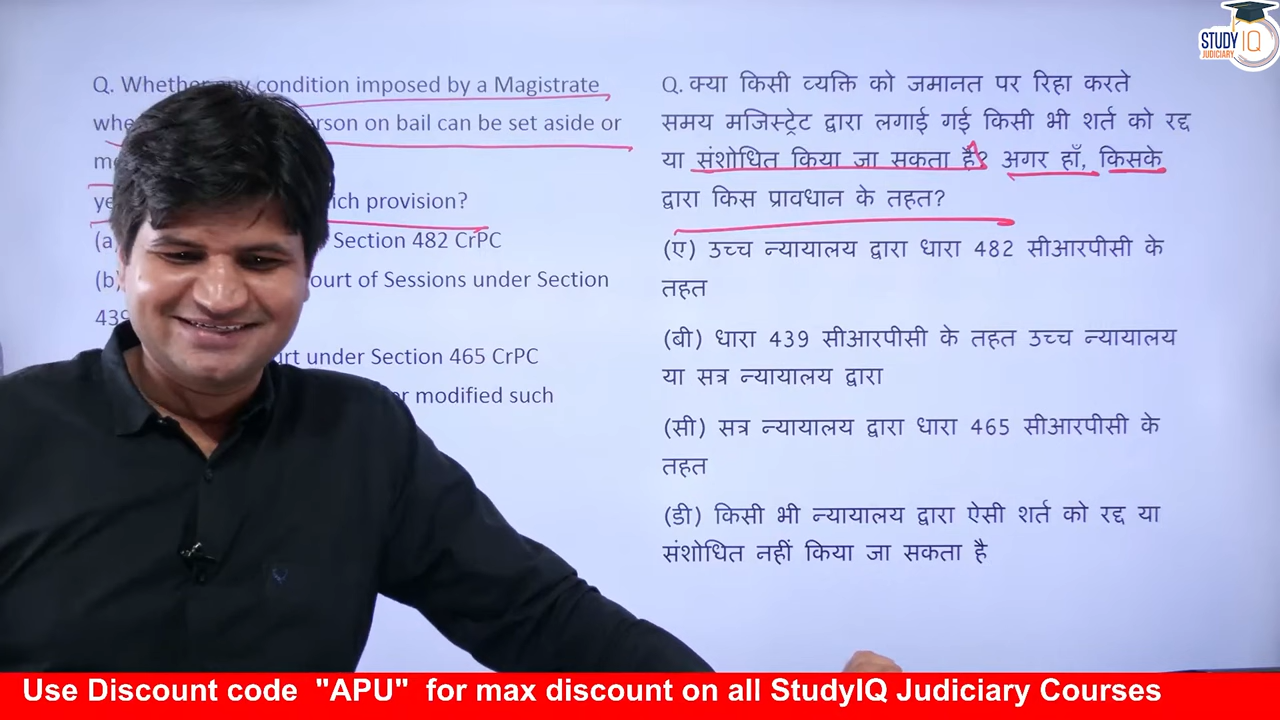 STUDY IQ
JUDICIARY
Q. Whether any condition imposed by a Magistrate
whe erson on bail can be set aside or
ye ich provision?
(a Section 482 CrPC
(b) ourt of Sessions under Section
439
urt under Section 465 CrPC
or modified such
Q. क्या किसी व्यक्ति को जमानत पर रिहा करते
समय मजिस्ट्रेट द्वारा लगाई गई किसी भी शर्त को रद्द
या संशोधित किया जा सकता है? अगर हाँ, किसके
द्वारा किस प्रावधान के तहत?
(ए) उच्च न्यायालय द्वारा धारा 482 सीआरपीसी के
तहत
(बी) धारा 439 सीआरपीसी के तहत उच्च न्यायालय
या सत्र न्यायालय द्वारा
(सी) सत्र न्यायालय द्वारा धारा 465 सीआरपीसी के
तहत
(डी) किसी भी न्यायालय द्वारा ऐसी शर्त को रद्द या
संशोधित नहीं किया जा सकता है
Use Discount code "APU" for max discount on all StudyIQ Judiciary Courses